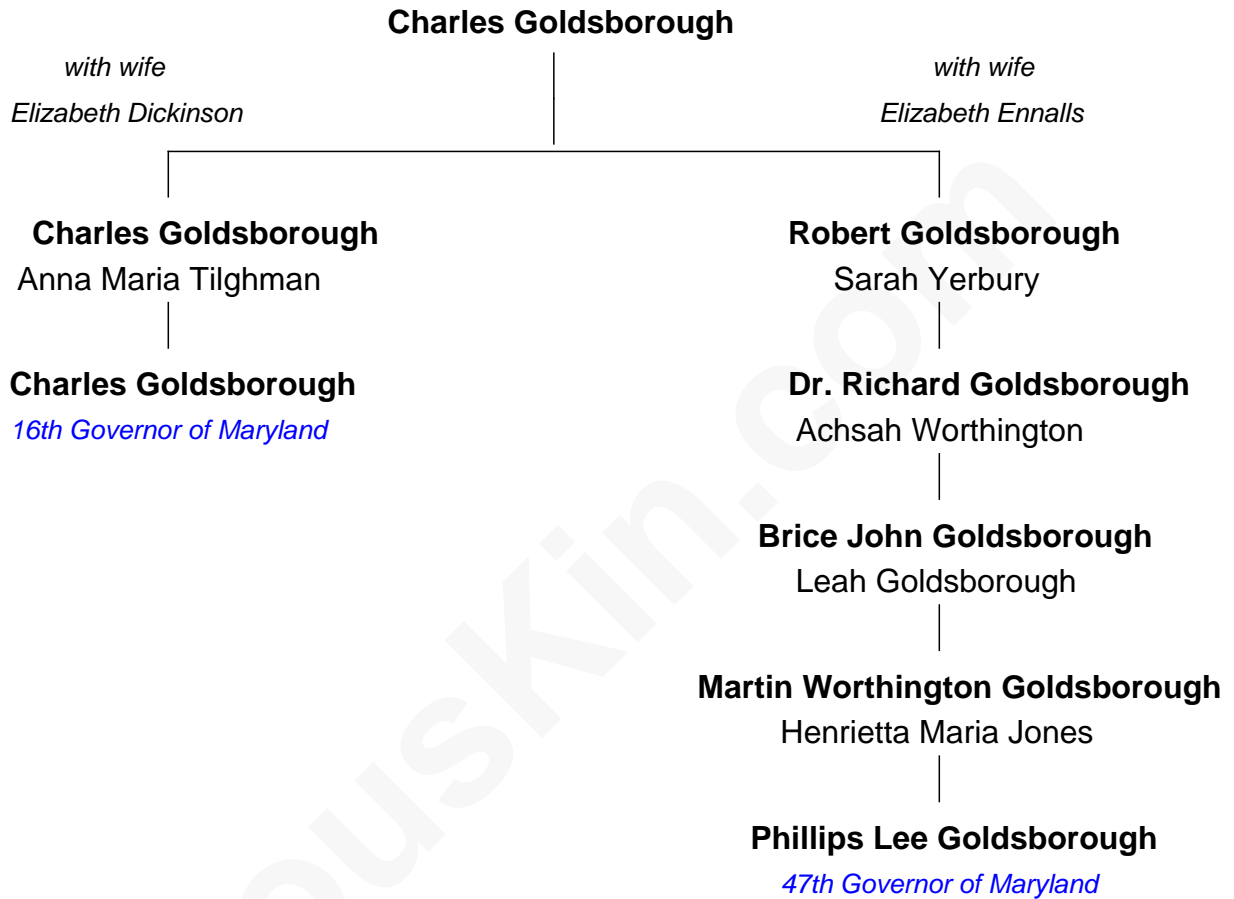 Charles Goldsborough
with wife
Elizabeth Dickinson
with wife
Elizabeth Ennalls
Charles Goldsborough
Anna Maria Tilghman
Charles Goldsborough
16th Governor of Maryland
Robert Goldsborough
Sarah Yerbury
Dr. Richard Goldsborough
Achsah Worthington
Brice John Goldsborough
Leah Goldsborough
Martin Worthington Goldsborough
Henrietta Maria Jones
Phillips Lee Goldsborough
47th Governor of Maryland
ousKin.com